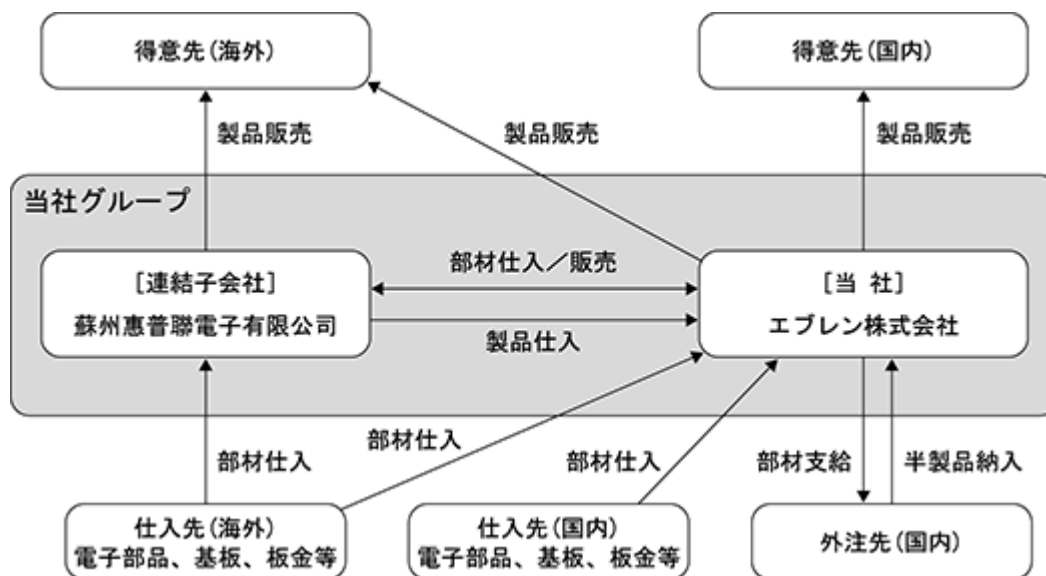 得意先(海外)
得意先(国内)
製品販売
製品販売
製品販売
当社グループ
[連結子会社]
蘇州惠普聯電子有限公司
部材仕入／販売
製品仕入
[当 社]
エブレン株式会社
部材仕入
部材仕入
部材仕入
部材支給
半製品納入
仕入先(海外)
電子部品、基板、板金等
仕入先(国内)
電子部品、基板、板金等
外注先(国内)